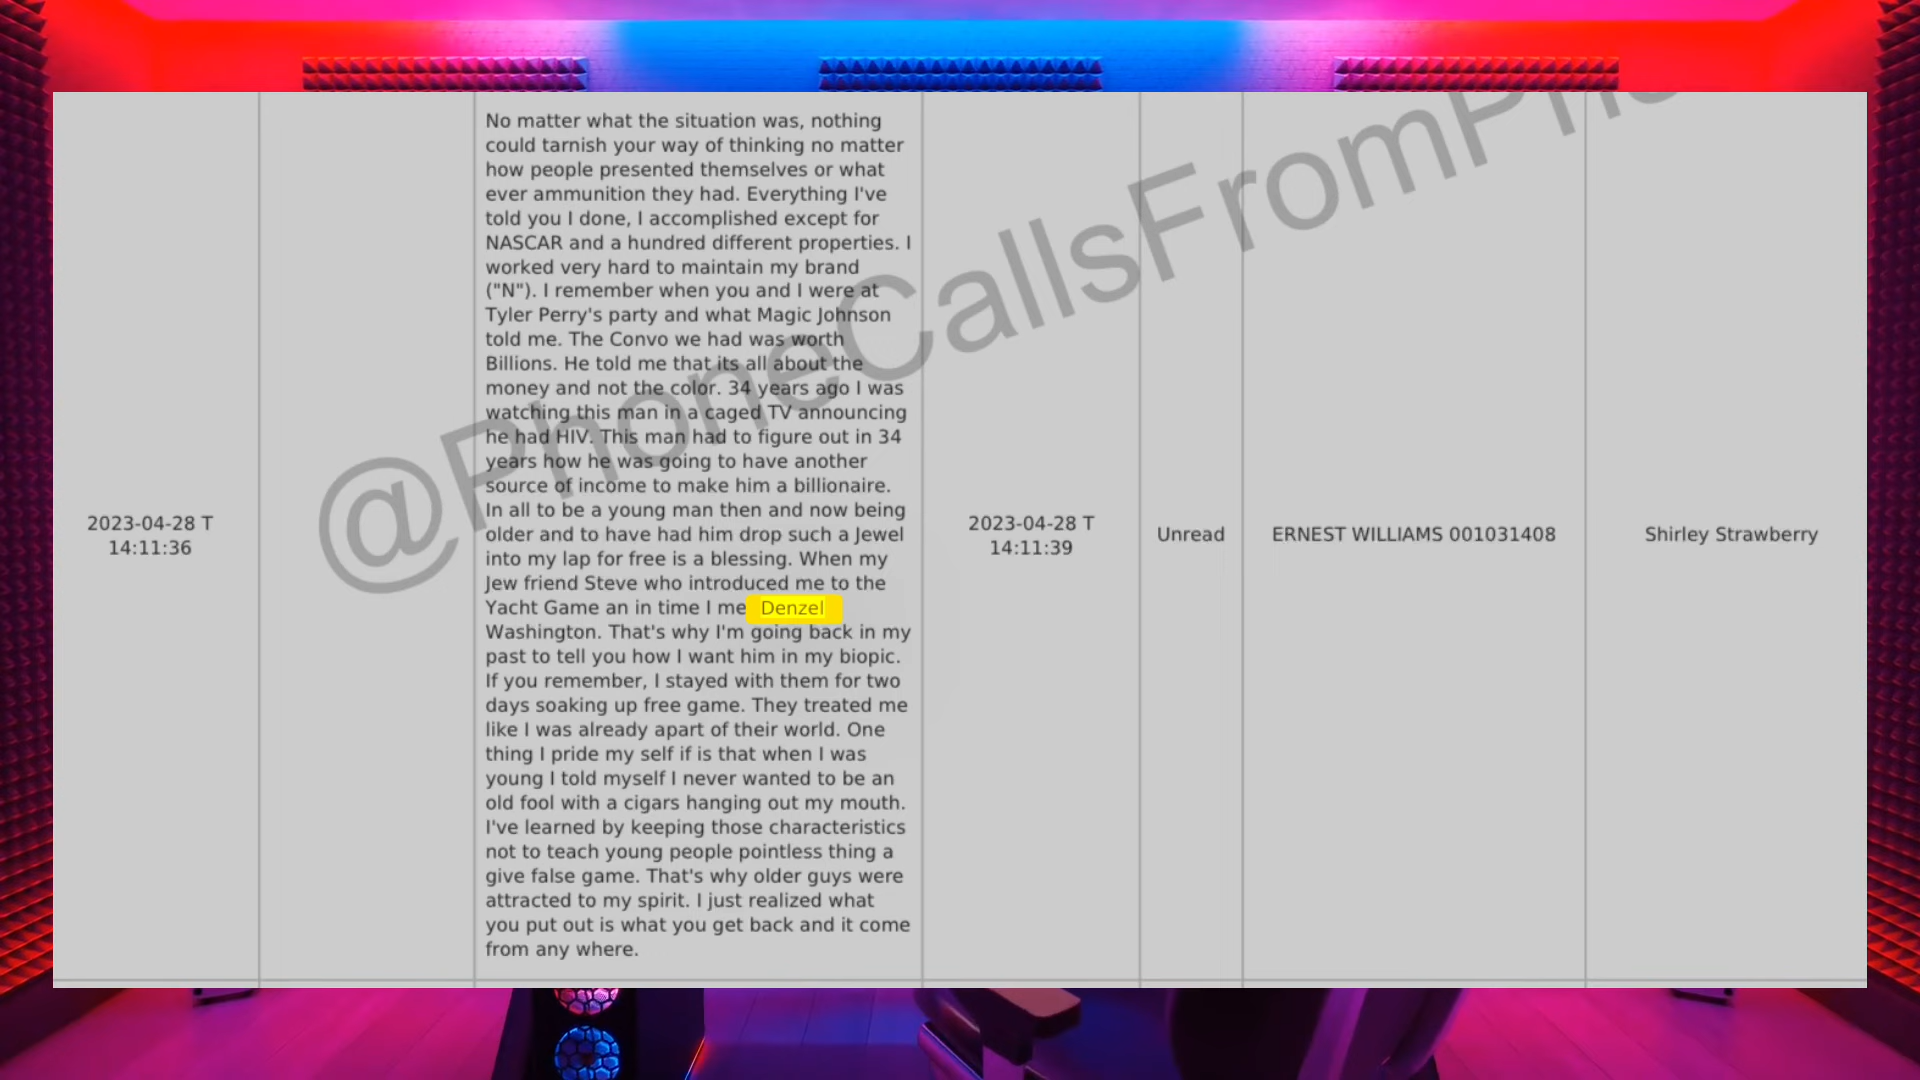 No matter what the situation was, nothing
could tarnish your way of thinking no matter
how people presented themselves or what
ever ammunition they had. Everything I've
told you I done, I accomplished except for
NASCAR and a hundred different properties. I
worked very hard to maintain my brand
("N"). I remember when you and I were at
Tyler Perry's party and what Magic Johnson
told me. The Convo we had was worth
Billions. He told me that its all about the
money and not the color. 34 years ago I was
watching this man in a caged TV announcing
he had HIV. This man had to figure out in 34
years how he was going to have another
source of income to make him a billionaire.
In all to be a young man then and now being
older and to have had him drop such a Jewel
into my lap for free is a blessing. When my
Jew friend Steve who introduced me to the
Yacht Game an in time I me Denzel
Washington. That's why I'm going back in my
past to tell you how I want him in my biopic.
If you remember, I stayed with them for two
days soaking up free game. They treated me
like I was already apart of their world. One
thing I pride my self if is that when I was
young I told myself I never wanted to be an
old fool with a cigars hanging out my mouth.
I've learned by keeping those characteristics
not to teach young people pointless thing a
give false game. That's why older guys were
attracted to my spirit. I just realized what
you put out is what you get back and it come
from any where.
2023-04-28 T
14:11:36
2023-04-28 T
14:11:39
Unread
ERNEST WILLIAMS 001031408
Shirley Strawberry